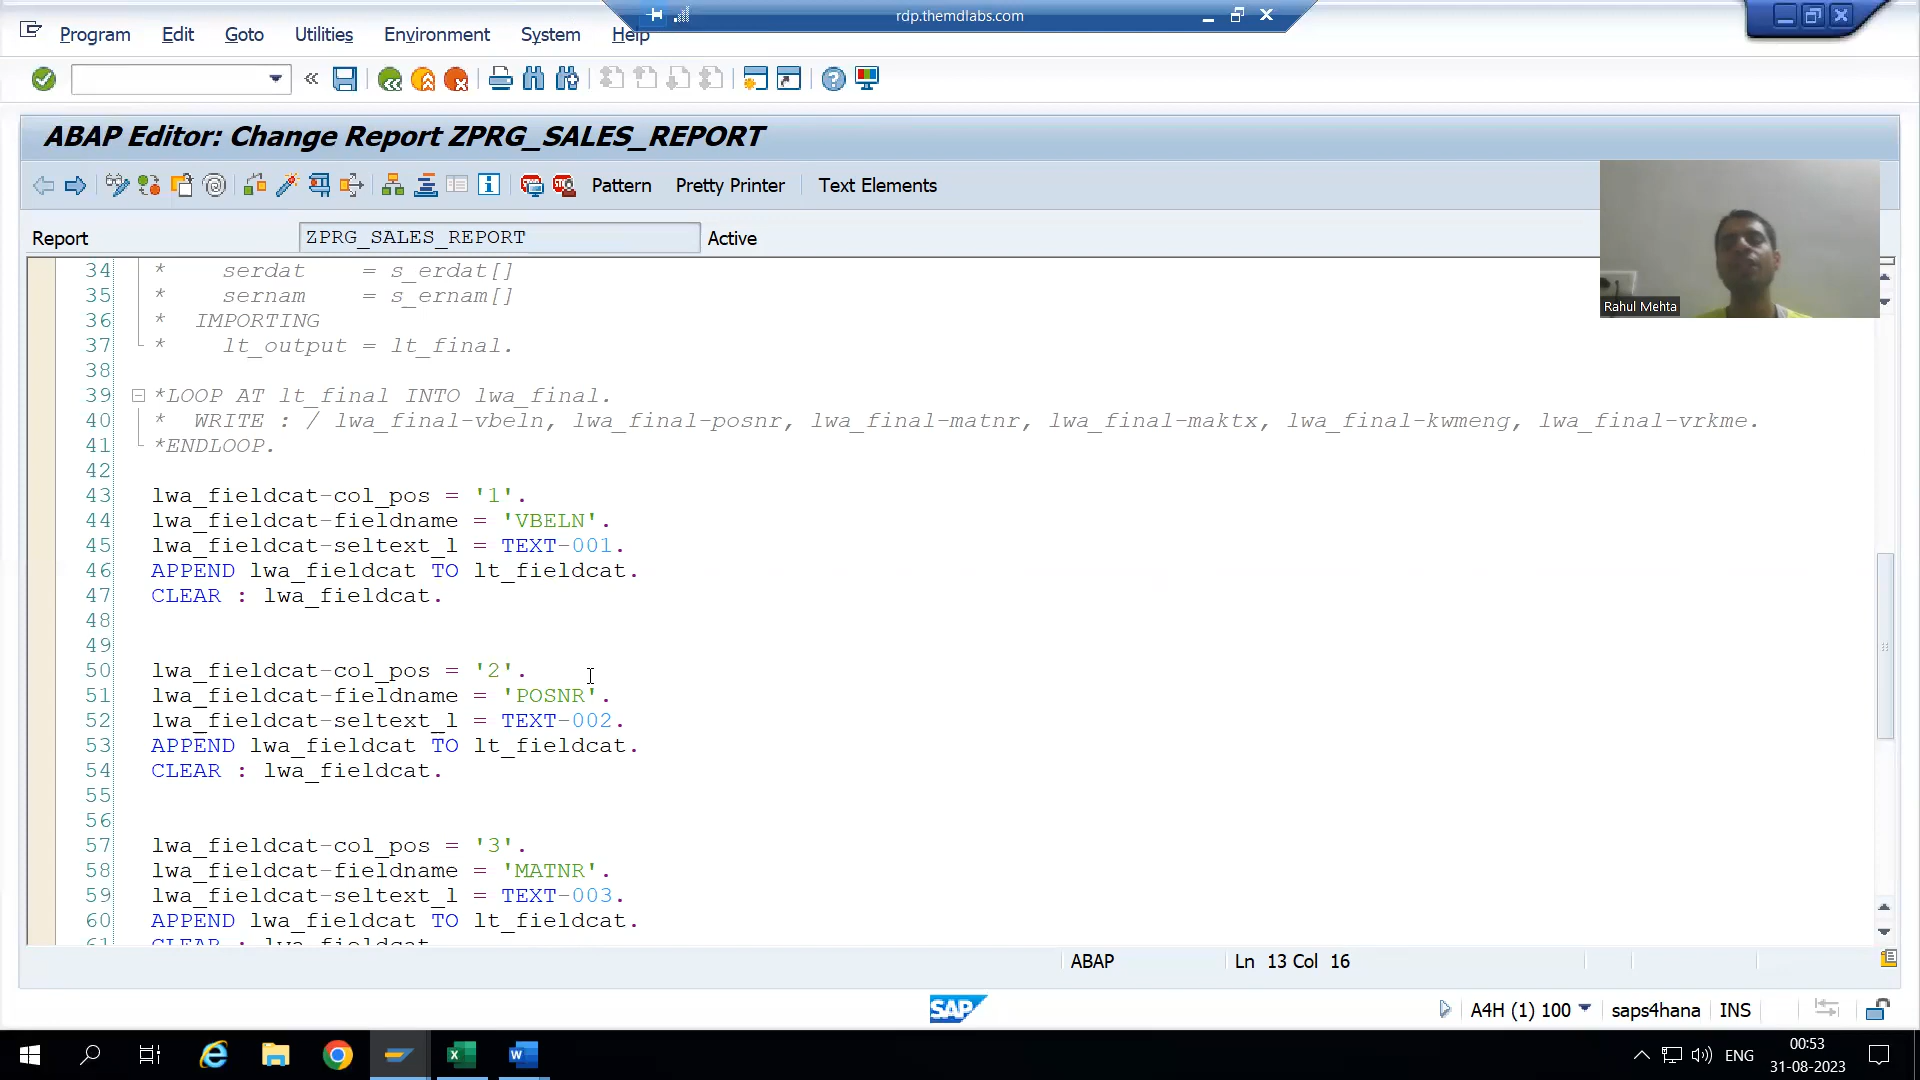 rdp.themdlabs.com
Program Edit Goto Utilities Environment System Help
ABAP Editor: Change Report ZPRG_SALES_REPORT
Pattern Pretty Printer Text Elements
Report ZPRG_SALES_REPORT Active
Rahul Mehta
34 * serdat = s_erdat[]
35 * sernam = s_ernam[]
36 * IMPORTING
37 * lt_output = lt_final.
38
39 *LOOP AT lt_final INTO lwa_final.
40 * WRITE : / lwa_final-vbeln, lwa_final-posnr, lwa_final-matnr, lwa_final-maktx, lwa_final-kwmeng, lwa_final-vrkme.
41 *ENDLOOP.
42
43 lwa_fieldcat-col_pos = '1'.
44 lwa_fieldcat-fieldname = 'VBELN'.
45 lwa_fieldcat-seltext_l = TEXT-001.
46 APPEND lwa_fieldcat TO lt_fieldcat.
47 CLEAR : lwa_fieldcat.
48
49
50 lwa_fieldcat-col_pos = '2'.
51 lwa_fieldcat-fieldname = 'POSNR'.
52 lwa_fieldcat-seltext_l = TEXT-002.
53 APPEND lwa_fieldcat TO lt_fieldcat.
54 CLEAR : lwa_fieldcat.
55
56
57 lwa_fieldcat-col_pos = '3'.
58 lwa_fieldcat-fieldname = 'MATNR'.
59 lwa_fieldcat-seltext_l = TEXT-003.
60 APPEND lwa_fieldcat TO lt_fieldcat.
61 CLEAR : lwa_fieldcat
ABAP Ln 13 Col 16
SAP A4H (1) 100 saps4hana INS
ENG 00:53
31-08-2023